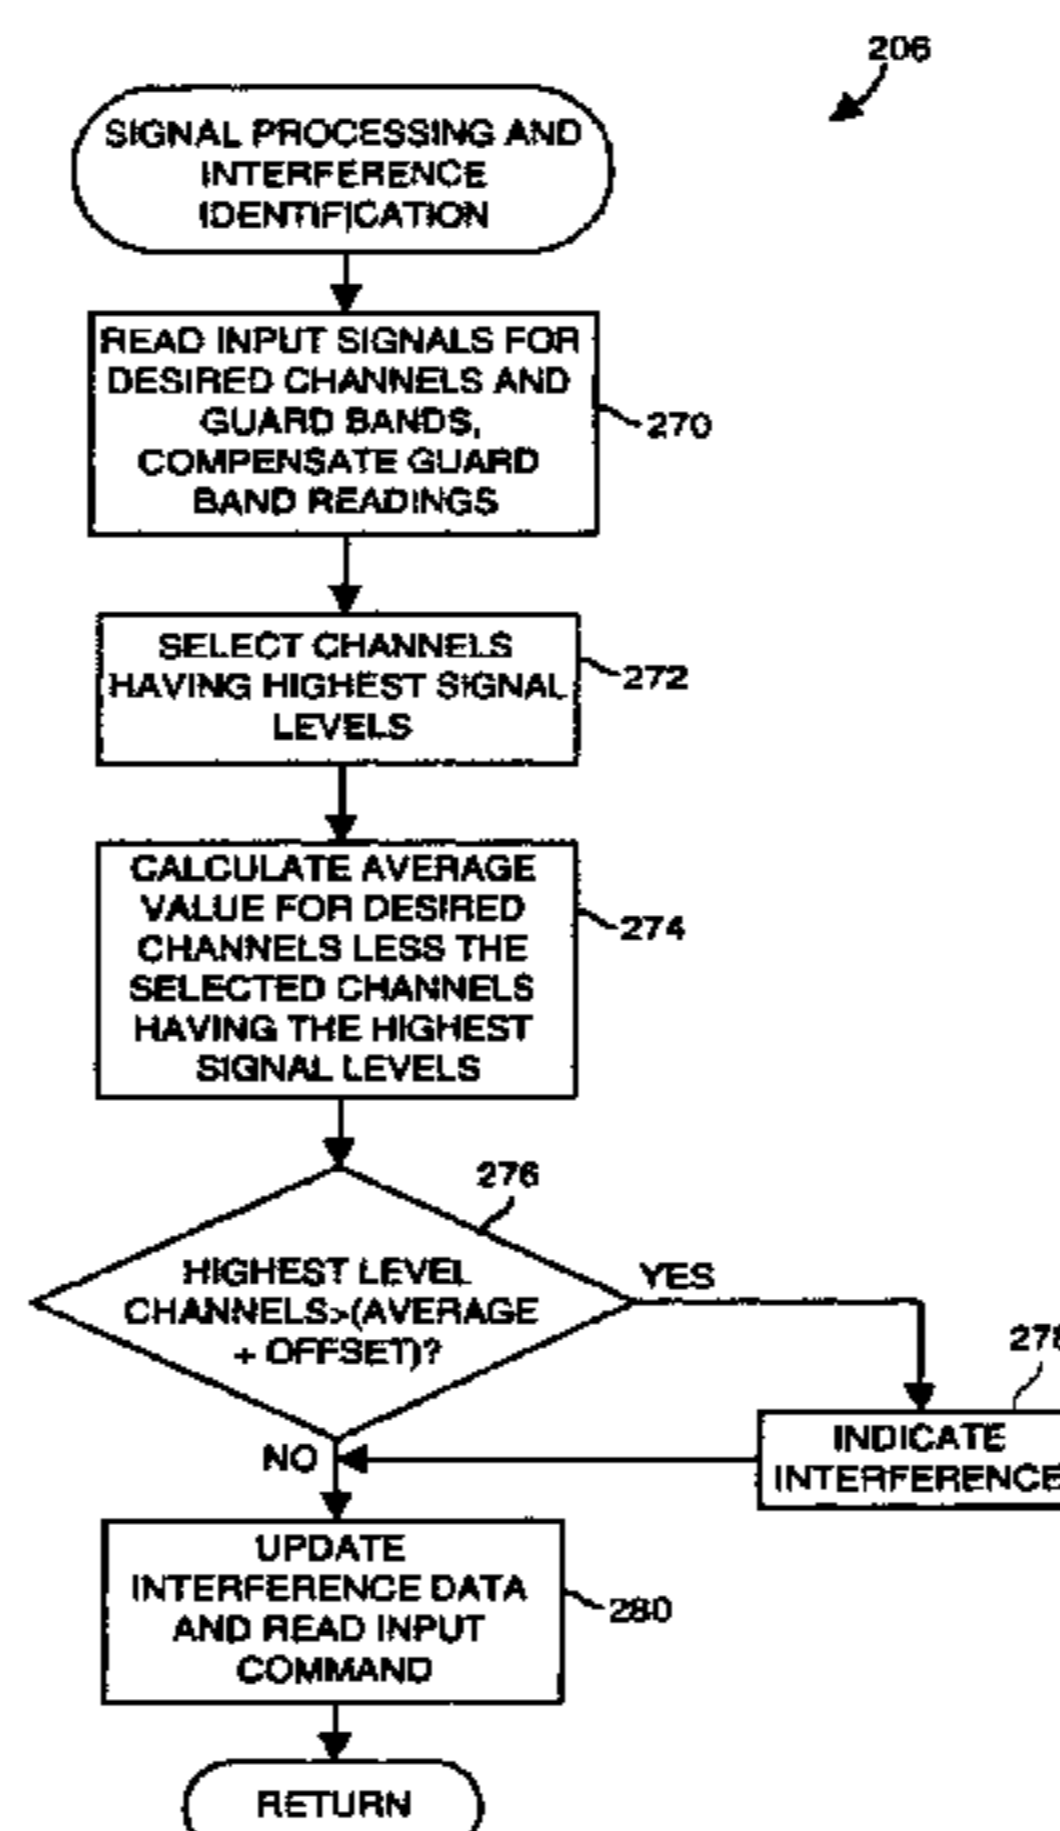 206
SIGNAL PROCESSING AND
INTERFERENCE
IDENTIFICATION
READ INPUT SIGNALS FOR
DESIRED CHANNELS AND
GUARD BANDS,
COMPENSATE GUARD
BAND READINGS
270
SELECT CHANNELS
HAVING HIGHEST SIGNAL
LEVELS
272
CALCULATE AVERAGE
VALUE FOR DESIRED
CHANNELS LESS THE
SELECTED CHANNELS
HAVING THE HIGHEST
SIGNAL LEVELS
274
276
HIGHEST LEVEL
CHANNELS>(AVERAGE
+ OFFSET)?
YES
278
INDICATE
INTERFERENCE
NO
UPDATE
INTERFERENCE DATA
AND READ INPUT
COMMAND
280
RETURN